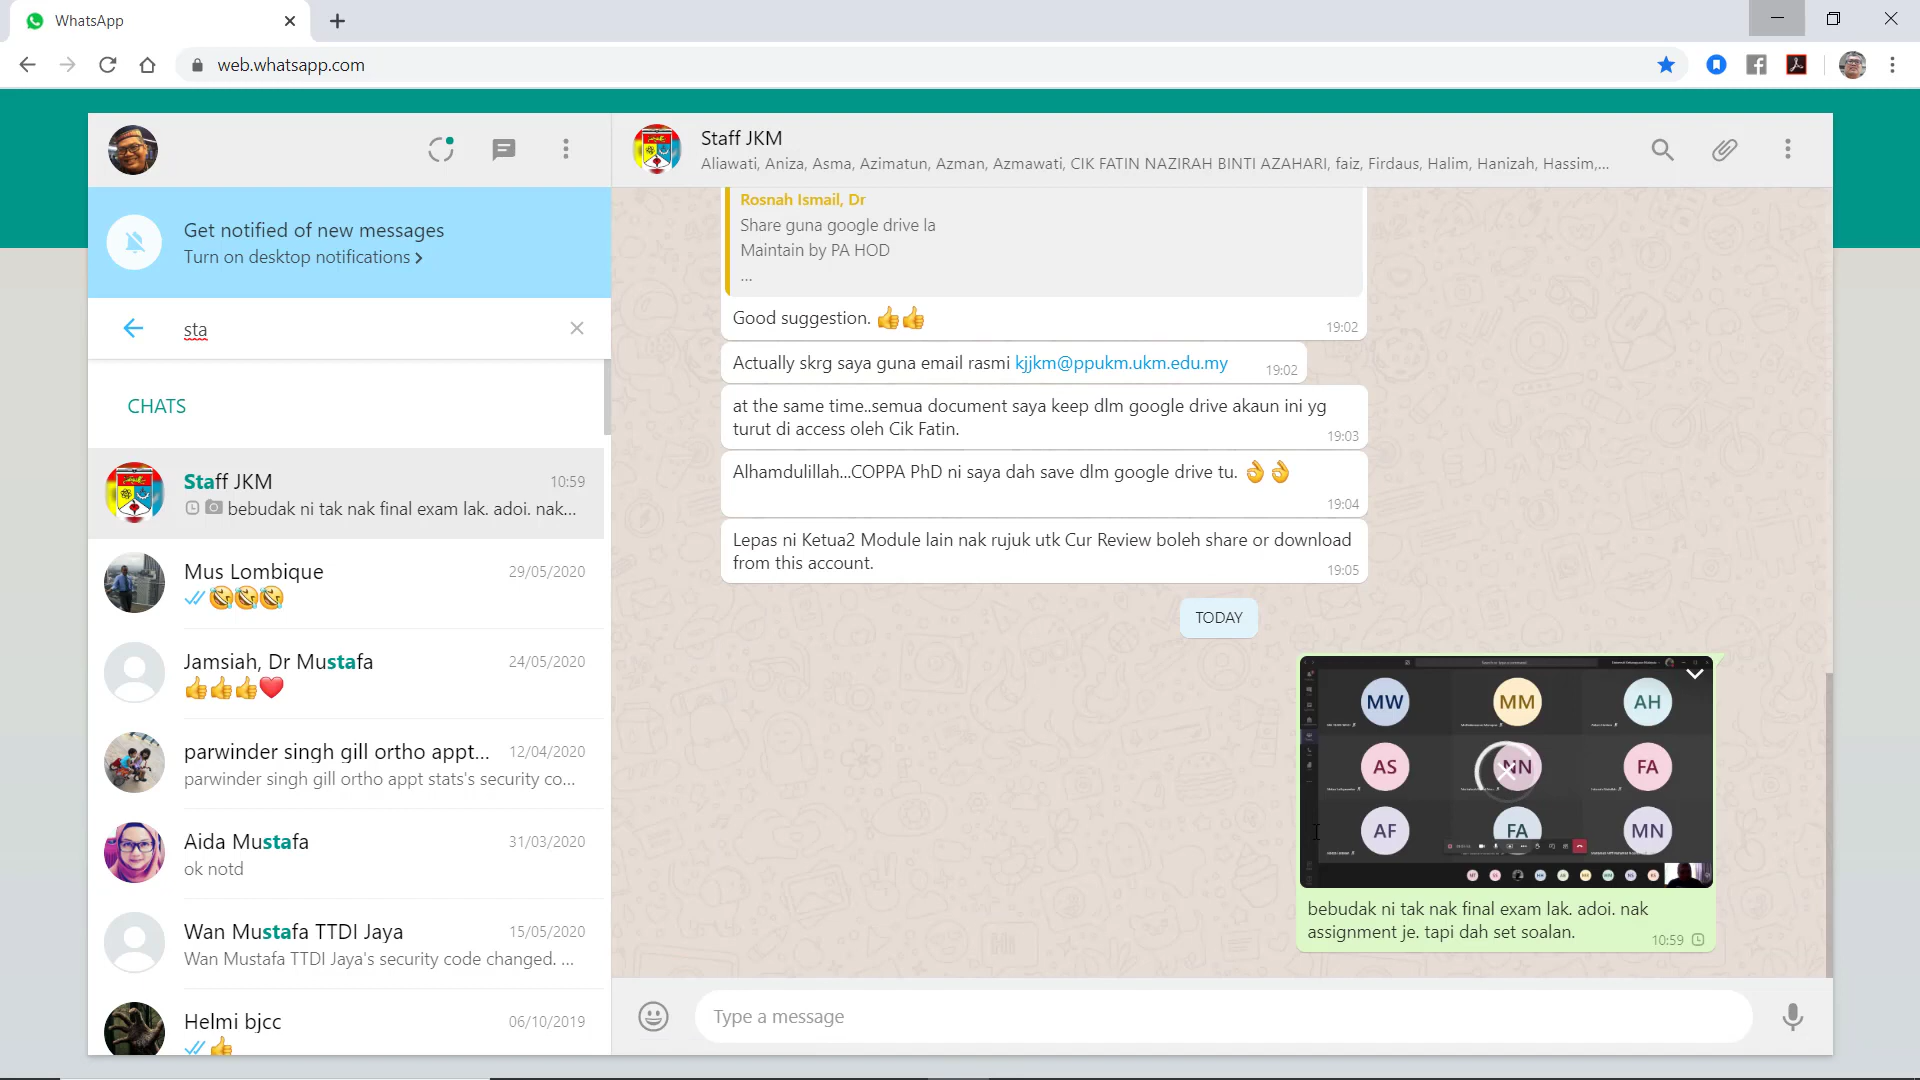 WhatsApp
web.whatsapp.com
Get notified of new messages
Turn on desktop notifications
sta
CHATS
Staff JKM
10:59
bebudak ni tak nak final exam lak. adoi. nak...
Mus Lombique
29/05/2020
Jamsiah, Dr Mustafa
24/05/2020
parwinder singh gill ortho appt...
12/04/2020
parwinder singh gill ortho appt stats's security co...
Aida Mustafa
31/03/2020
ok notd
Wan Mustafa TTDI Jaya
15/05/2020
Wan Mustafa TTDI Jaya's security code changed. ...
Helmi bjcc
06/10/2019
Staff JKM
Aliawati, Aniza, Asma, Azimatun, Azman, Azmawati, CIK FATIN NAZIRAH BINTI AZAHARI, faiz, Firdaus, Halim, Hanizah, Hassim,...
Rosnah Ismail, Dr
Share guna google drive la
Maintain by PA HOD
...
Good suggestion. 👍👍
19:02
Actually skrg saya guna email rasmi kjjkm@ppukm.ukm.edu.my
19:02
at the same time..semua document saya keep dlm google drive akaun ini yg
turut di access oleh Cik Fatin.
19:03
Alhamdulillah...COPPA PhD ni saya dah save dlm google drive tu. 👌👌
19:04
Lepas ni Ketua2 Module lain nak rujuk utk Cur Review boleh share or download
from this account.
19:05
TODAY
MW MM AH
AS NN FA
AF FA MN
bebudak ni tak nak final exam lak. adoi. nak
assignment je. tapi dah set soalan.
10:59
Type a message